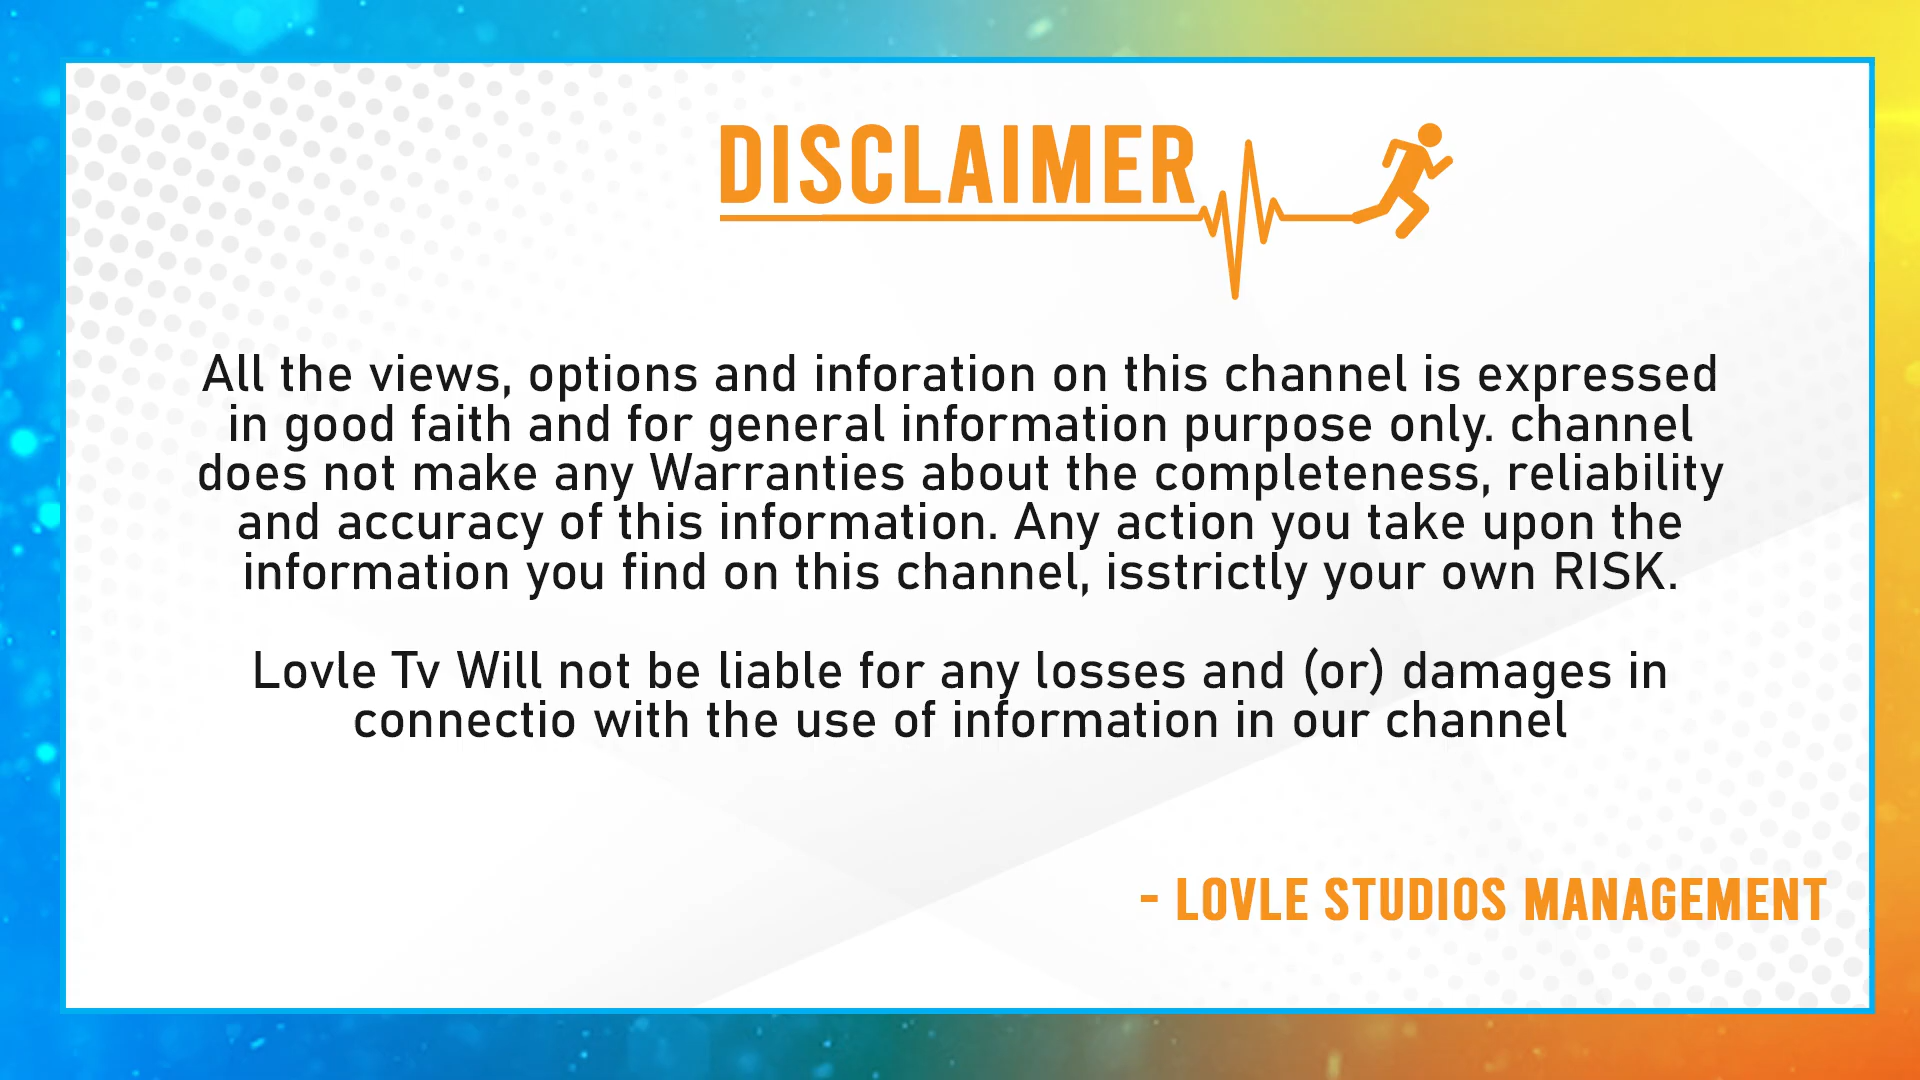 DISCLAIMER
All the views, options and inforation on this channel is expressed
in good faith and for general information purpose only. channel
does not make any Warranties about the completeness, reliability
and accuracy of this information. Any action you take upon the
information you find on this channel, isstrictly your own RISK.
Lovle Tv Will not be liable for any losses and (or) damages in
connectio with the use of information in our channel
- LOVLE STUDIOS MANAGEMENT